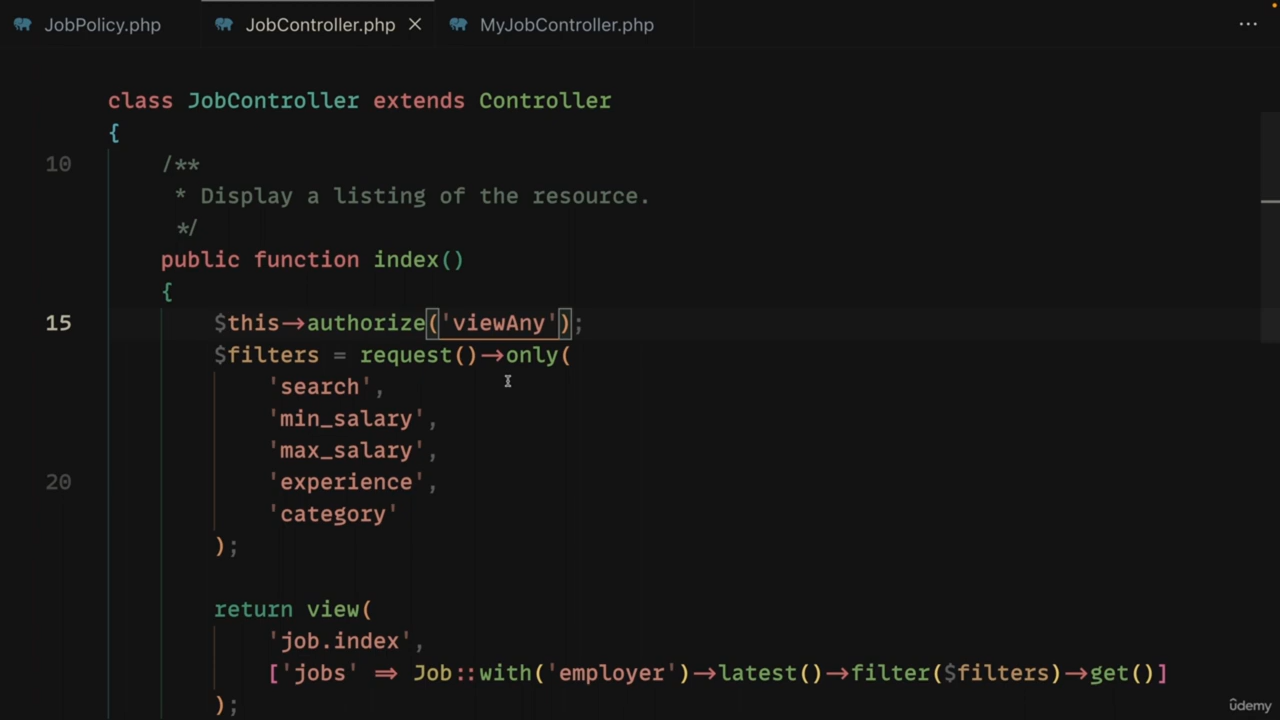 JobPolicy.php JobController.php MyJobController.php
class JobController extends Controller
{
10 /**
* Display a listing of the resource.
*/
public function index()
{
15 $this->authorize('viewAny');
$filters = request()->only(
'search',
'min_salary',
'max_salary',
20 'experience',
'category'
);
return view(
'job.index',
['jobs' => Job::with('employer')->latest()->filter($filters)->get()]
);
ûdemy